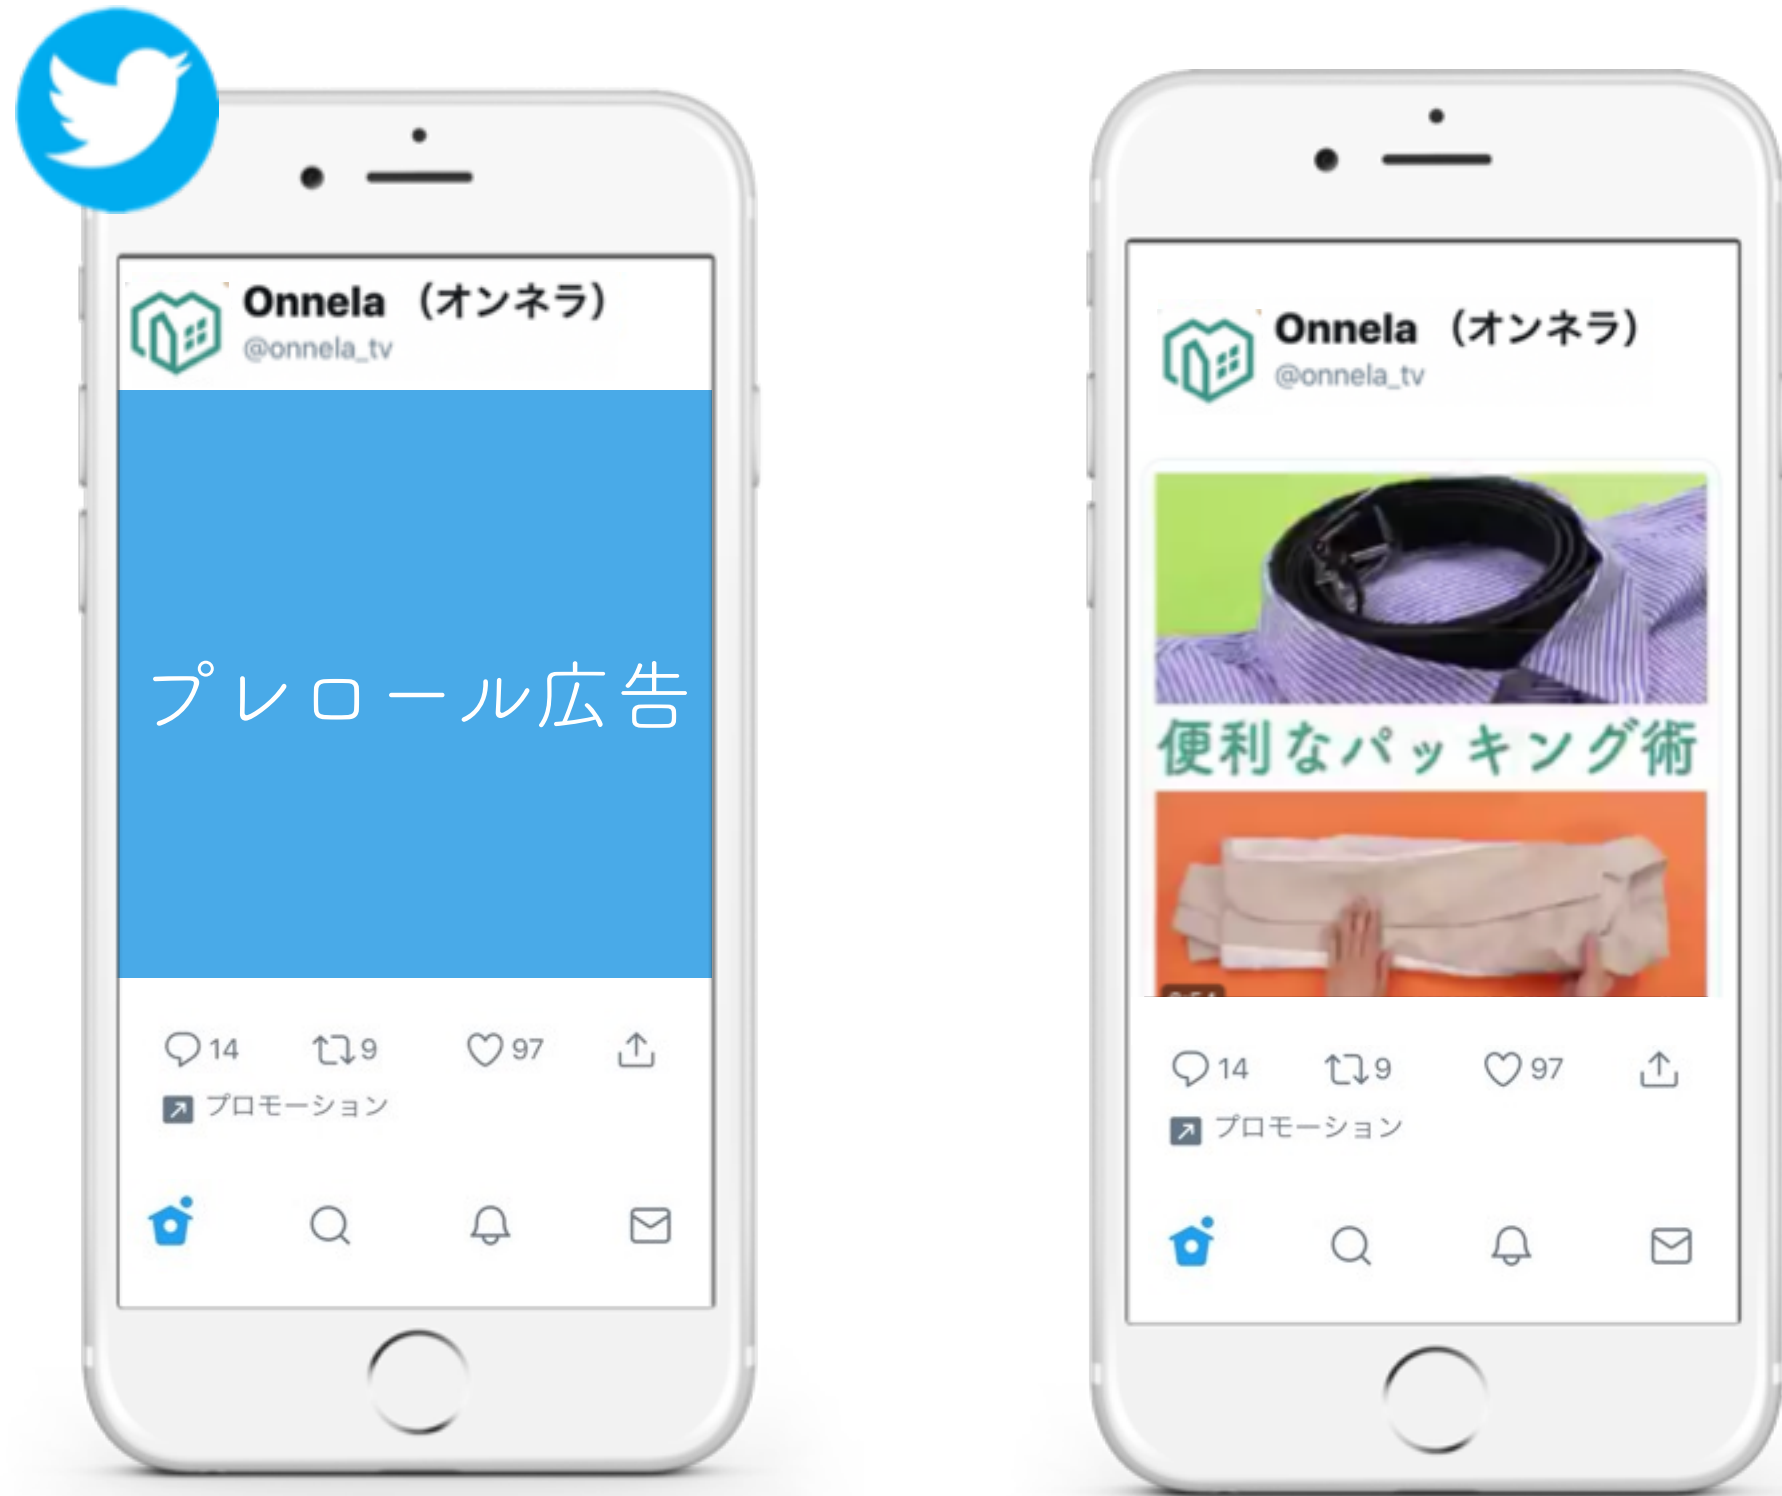 Onnela （オンネラ）
@onnela_tv
プレロール広告
14 9 97
プロモーション
Onnela （オンネラ）
@onnela_tv
便利なパッキング術
14 9 97
プロモーション